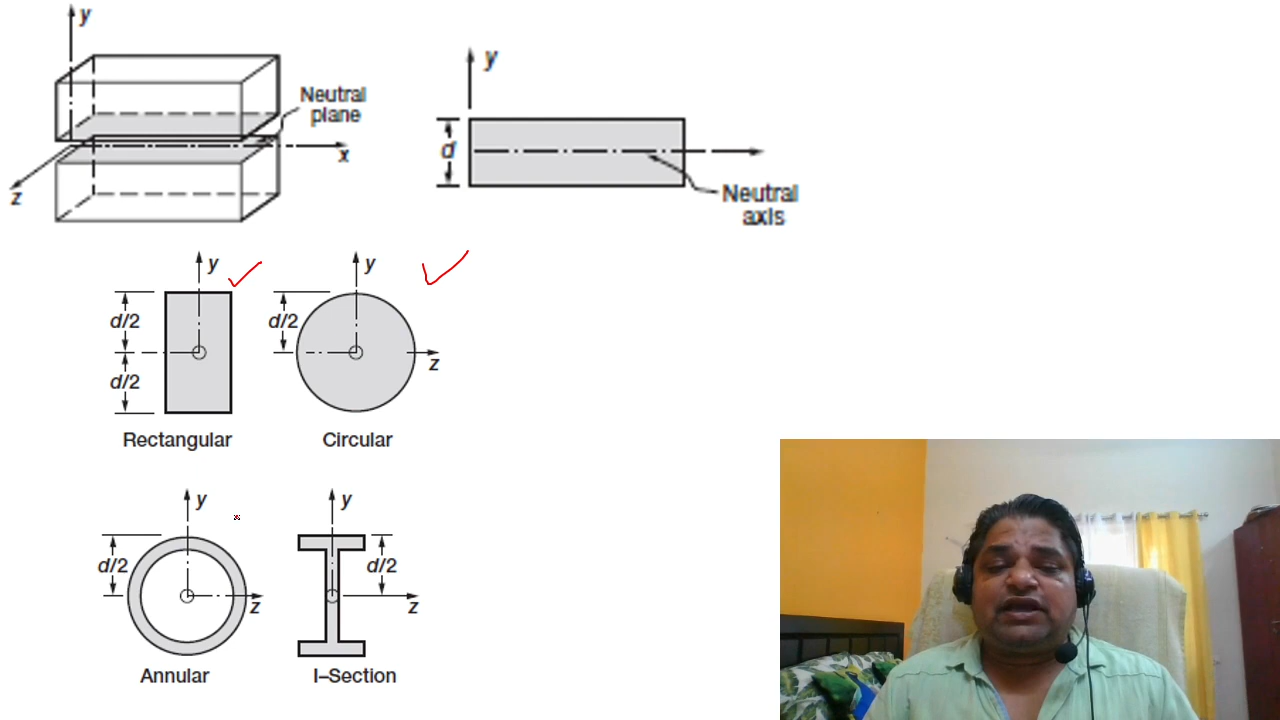 y
Neutral
plane
x
z
y
d
Neutral
axis
y
d/2
d/2
Rectangular
y
d/2
z
Circular
y
d/2
z
Annular
y
d/2
z
I–Section